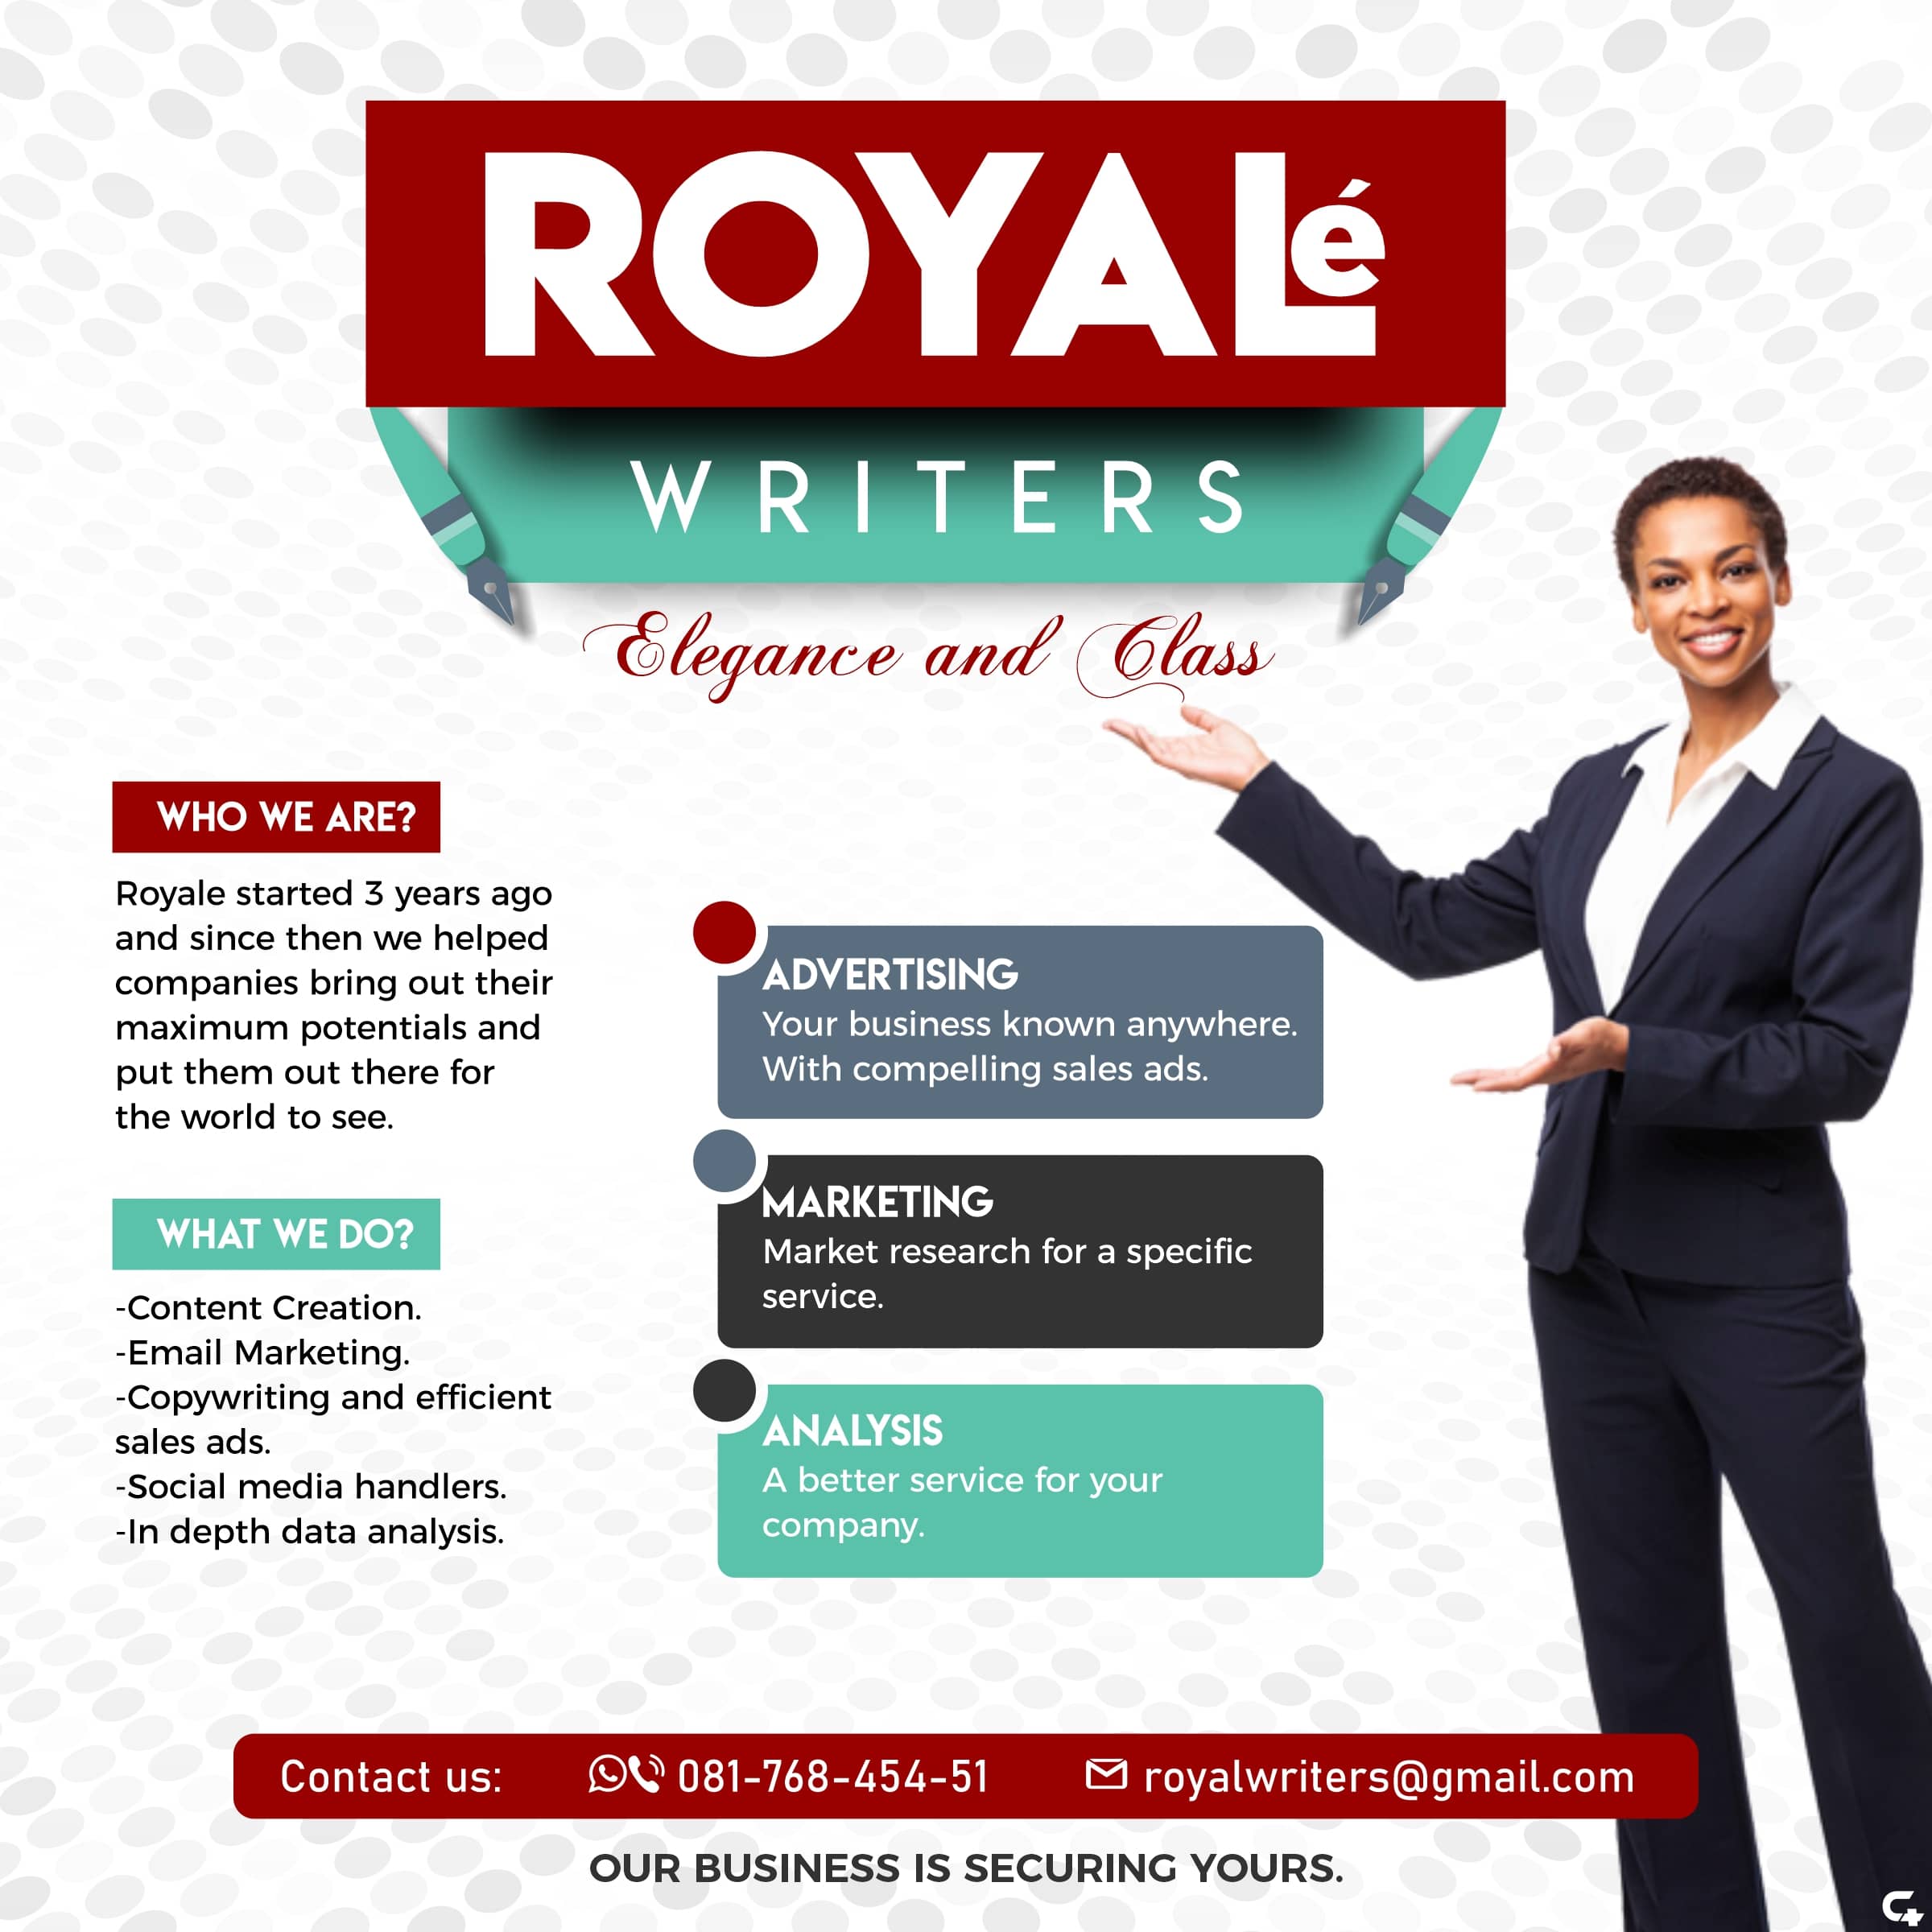 ROYALé
WRITERS
Elegance and Class
WHO WE ARE?
Royale started 3 years ago
and since then we helped
companies bring out their
maximum potentials and
put them out there for
the world to see.
WHAT WE DO?
-Content Creation.
-Email Marketing.
-Copywriting and efficient
sales ads.
-Social media handlers.
-In depth data analysis.
ADVERTISING
Your business known anywhere.
With compelling sales ads.
MARKETING
Market research for a specific
service.
ANALYSIS
A better service for your
company.
Contact us: 081-768-454-51 royalwriters@gmail.com
OUR BUSINESS IS SECURING YOURS.